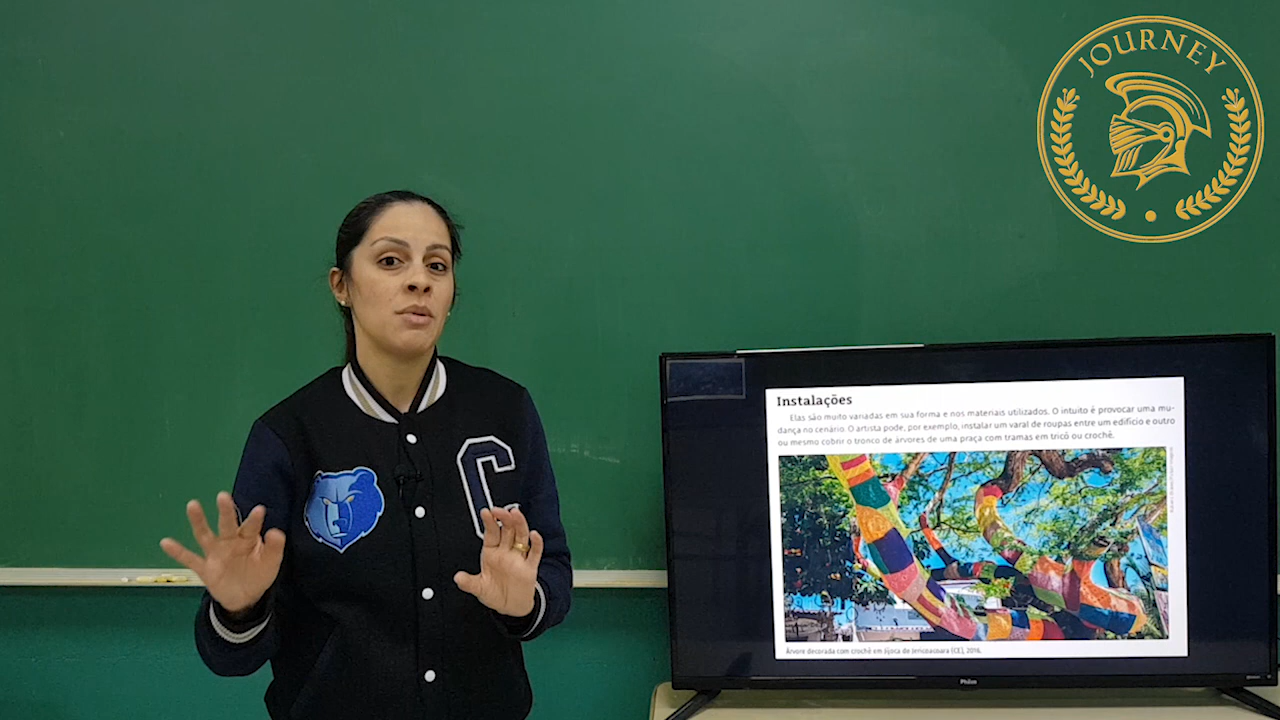 JOURNEY
C
Instalações
Elas são muito variadas em sua forma e nos materiais utilizados. O intuito é provocar uma mu-
dança no cenário. O artista pode, por exemplo, instalar um varal de roupas entre um edifício e outro
ou mesmo cobrir o tronco de árvores de uma praça com tramas em tricô ou crochê.
Árvore decorada com crochê em Jijoca de Jericoacoara (CE), 2016.
Philco